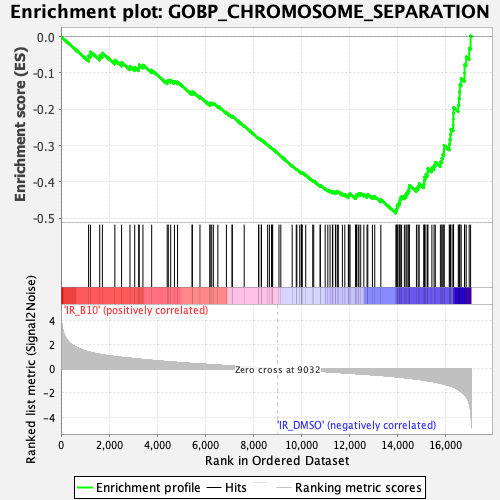 Enrichment plot: GOBP_CHROMOSOME_SEPARATION
Enrichment score (ES)
0.0
-0.1
-0.2
-0.3
-0.4
-0.5
'IR_B10' (positively correlated)
Ranked list metric (Signal2Noise)
4
2
0
-2
-4
Zero cross at 9032
'IR_DMSO' (negatively correlated)
0
2,000
4,000
6,000
8,000
10,000
12,000
14,000
16,000
Rank in Ordered Dataset
Enrichment profile
Hits
Ranking metric scores